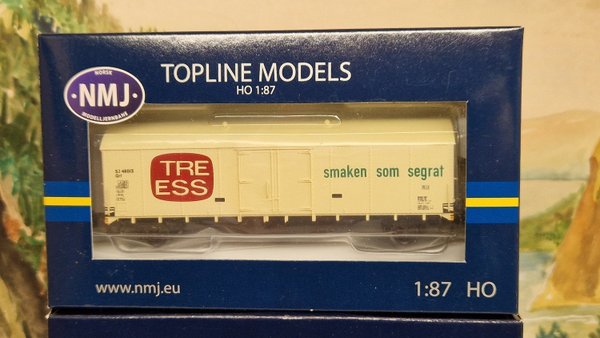 TOPLINE MODELS
HO 1:87
NORSK
NMJ
MODELLJERNBANE
TRE
ESS
smaken som segrat
www.nmj.eu
1:87 HO